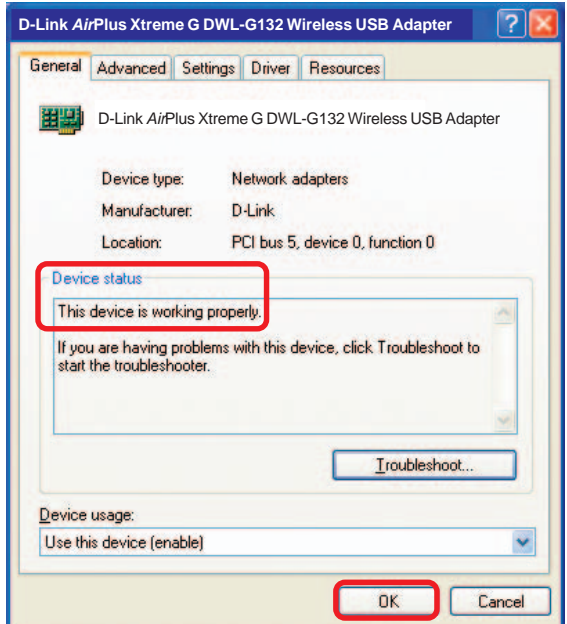 D-Link AirPlus Xtreme G DWL-G132 Wireless USB Adapter
General Advanced Settings Driver Resources
D-Link AirPlus Xtreme G DWL-G132 Wireless USB Adapter
Device type: Network adapters
Manufacturer: D-Link
Location: PCI bus 5, device 0, function 0
Device status
This device is working properly.
If you are having problems with this device, click Troubleshoot to
start the troubleshooter.
Troubleshoot...
Device usage:
Use this device (enable)
OK Cancel